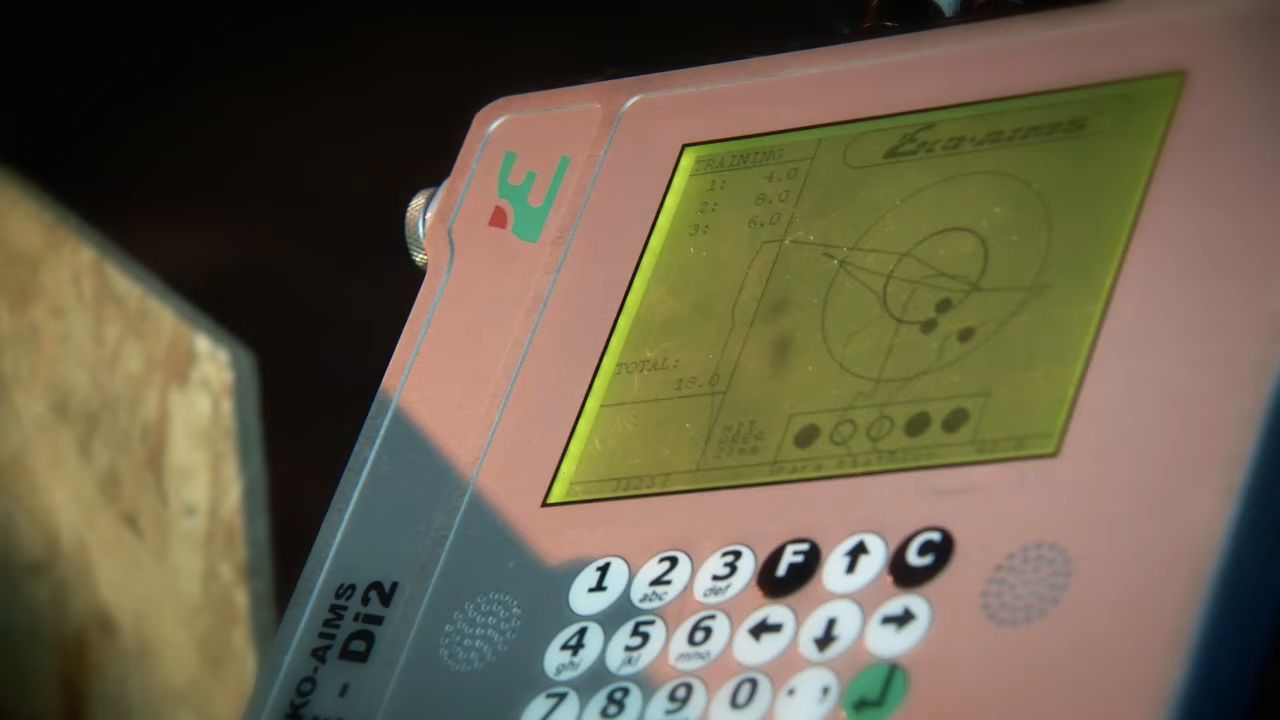 Eko-AIMS
TRAINING
1: 4.0
2: 8.0
3: 6.0
TOTAL:
18.0
KO-AIMS
- Di2
1 2 3 F ↑ C
abc def
4 5 6 ← ↓ →
ghi jkl mno
7 8 9 0 . ,